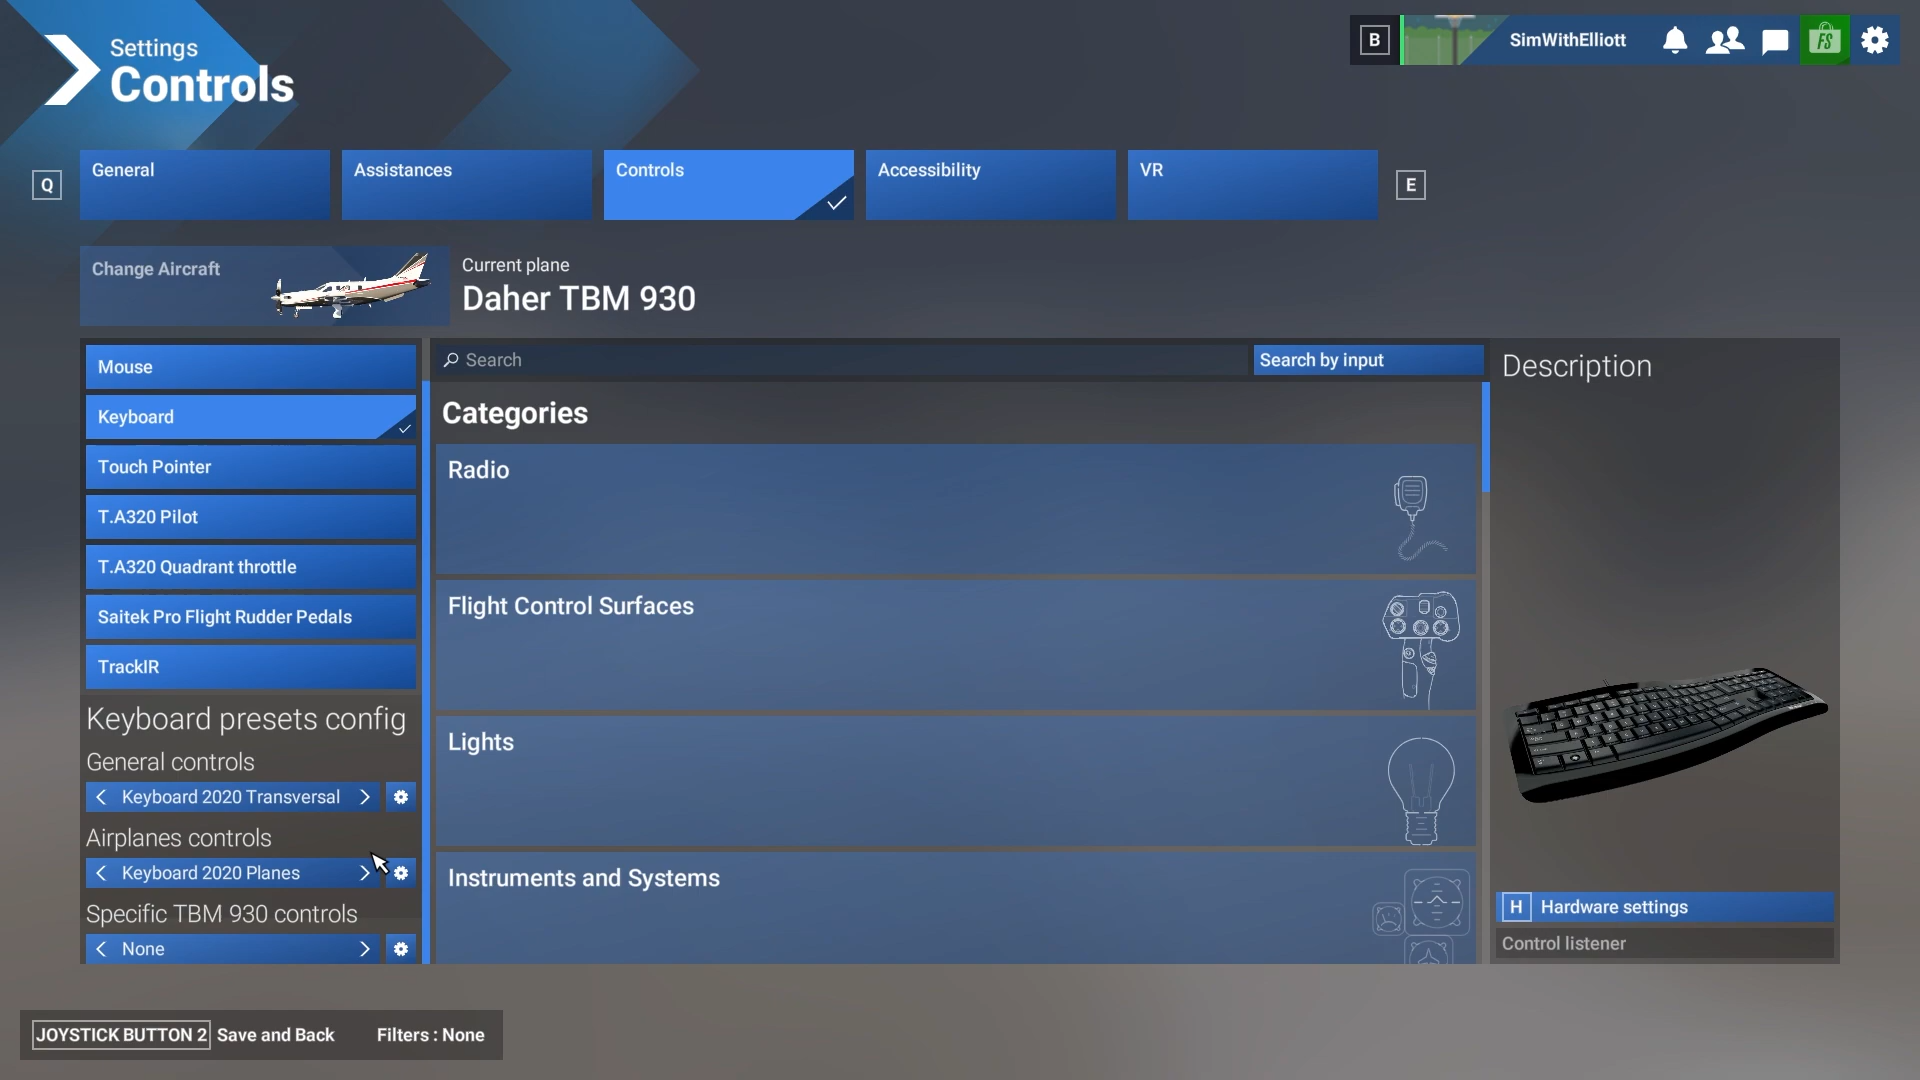 Settings
Controls
B
SimWithElliott
FS
Q
General
Assistances
Controls
Accessibility
VR
E
Change Aircraft
Current plane
Daher TBM 930
Mouse
Keyboard
Touch Pointer
T.A320 Pilot
T.A320 Quadrant throttle
Saitek Pro Flight Rudder Pedals
TrackIR
Keyboard presets config
General controls
Keyboard 2020 Transversal
Airplanes controls
Keyboard 2020 Planes
Specific TBM 930 controls
None
Search
Search by input
Categories
Radio
Flight Control Surfaces
Lights
Instruments and Systems
Description
H Hardware settings
Control listener
JOYSTICK BUTTON 2 Save and Back
Filters : None